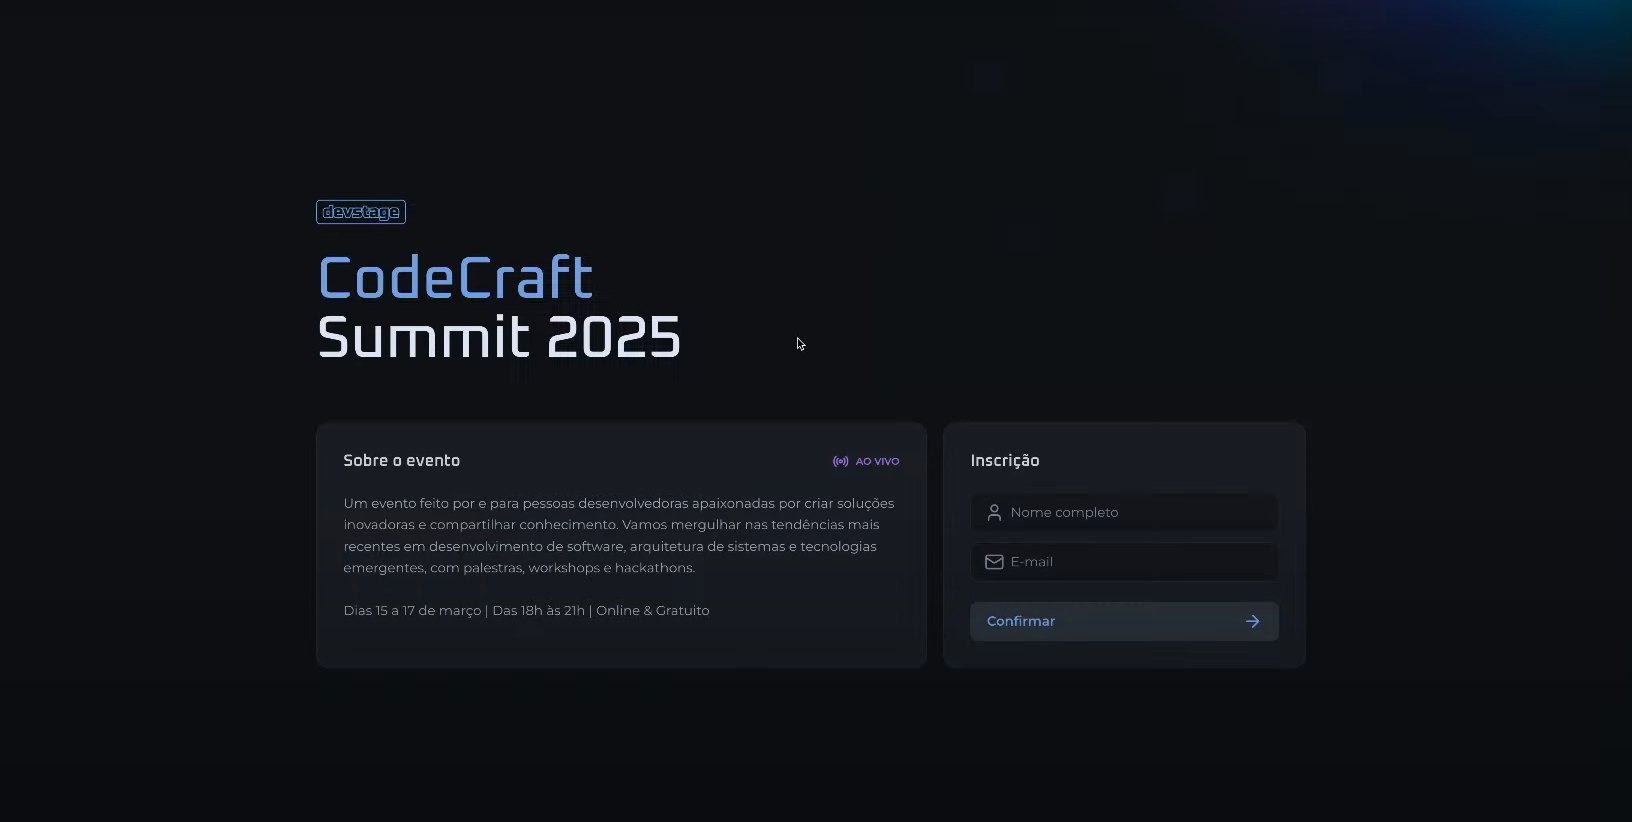 devstage
CodeCraft
Summit 2025
Sobre o evento
AO VIVO
Um evento feito por e para pessoas desenvolvedoras apaixonadas por criar soluções
inovadoras e compartilhar conhecimento. Vamos mergulhar nas tendências mais
recentes em desenvolvimento de software, arquitetura de sistemas e tecnologias
emergentes, com palestras, workshops e hackathons.
Dias 15 a 17 de março | Das 18h às 21h | Online & Gratuito
Inscrição
Nome completo
E-mail
Confirmar